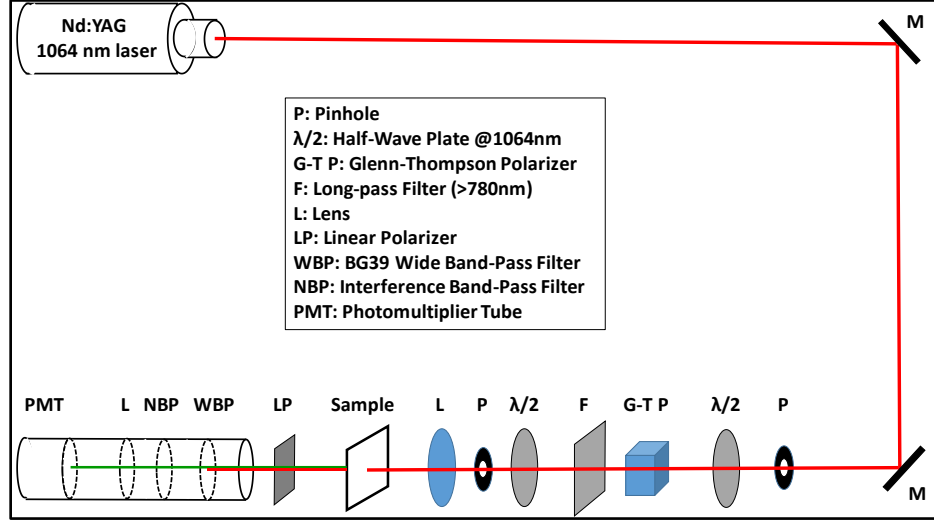 Nd:YAG
1064 nm laser
M
P: Pinhole
λ/2: Half-Wave Plate @1064nm
G-T P: Glenn-Thompson Polarizer
F: Long-pass Filter (>780nm)
L: Lens
LP: Linear Polarizer
WBP: BG39 Wide Band-Pass Filter
NBP: Interference Band-Pass Filter
PMT: Photomultiplier Tube
PMT L NBP WBP LP Sample L P λ/2 F G-T P λ/2 P
M